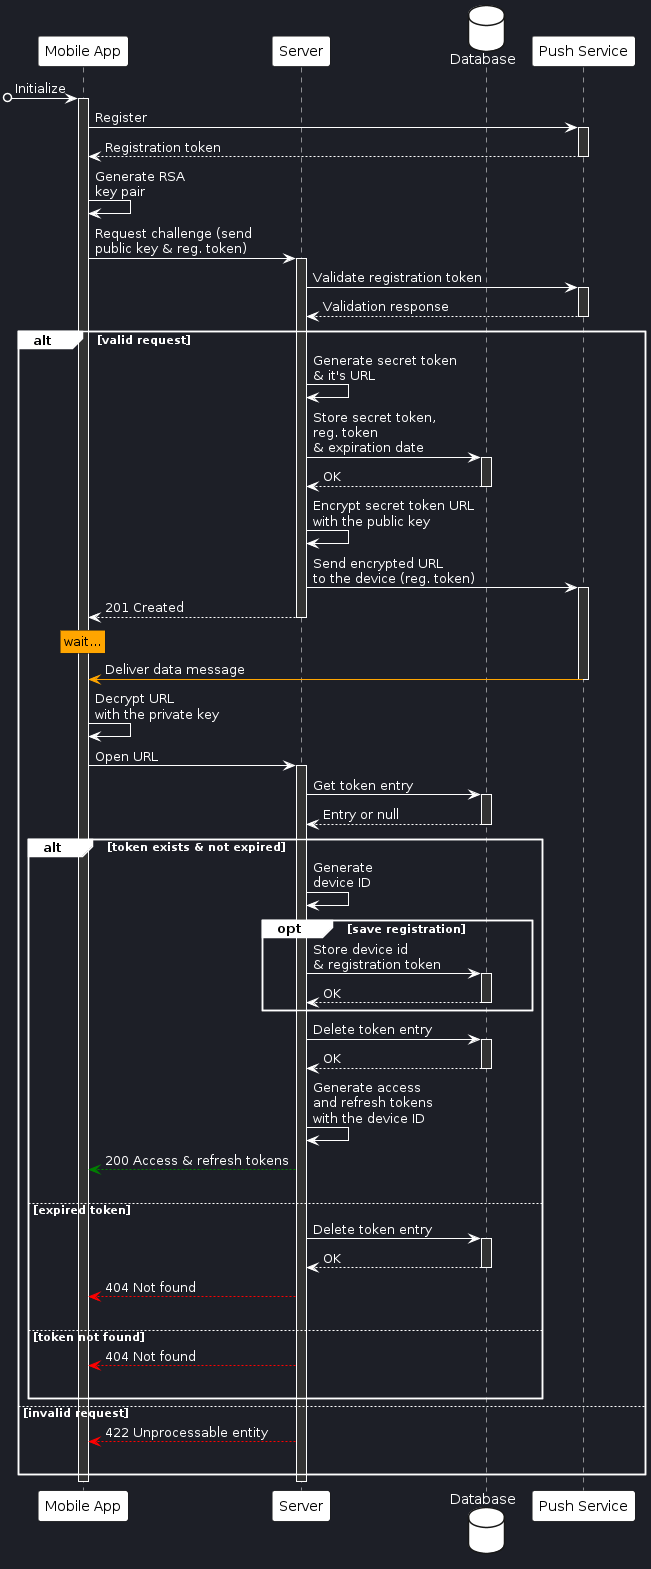 Mobile App
Server
Database
Push Service
Initialize
Register
Registration token
Generate RSA
key pair
Request challenge (send
public key & reg. token)
Validate registration token
Validation response
alt
[valid request]
Generate secret token
& it's URL
Store secret token,
reg. token
& expiration date
OK
Encrypt secret token URL
with the public key
Send encrypted URL
to the device (reg. token)
201 Created
wait...
Deliver data message
Decrypt URL
with the private key
Open URL
Get token entry
Entry or null
alt
[token exists & not expired]
Generate
device ID
opt
[save registration]
Store device id
& registration token
OK
Delete token entry
OK
Generate access
and refresh tokens
with the device ID
200 Access & refresh tokens
[expired token]
Delete token entry
OK
404 Not found
[token not found]
404 Not found
[invalid request]
422 Unprocessable entity
Mobile App
Server
Database
Push Service